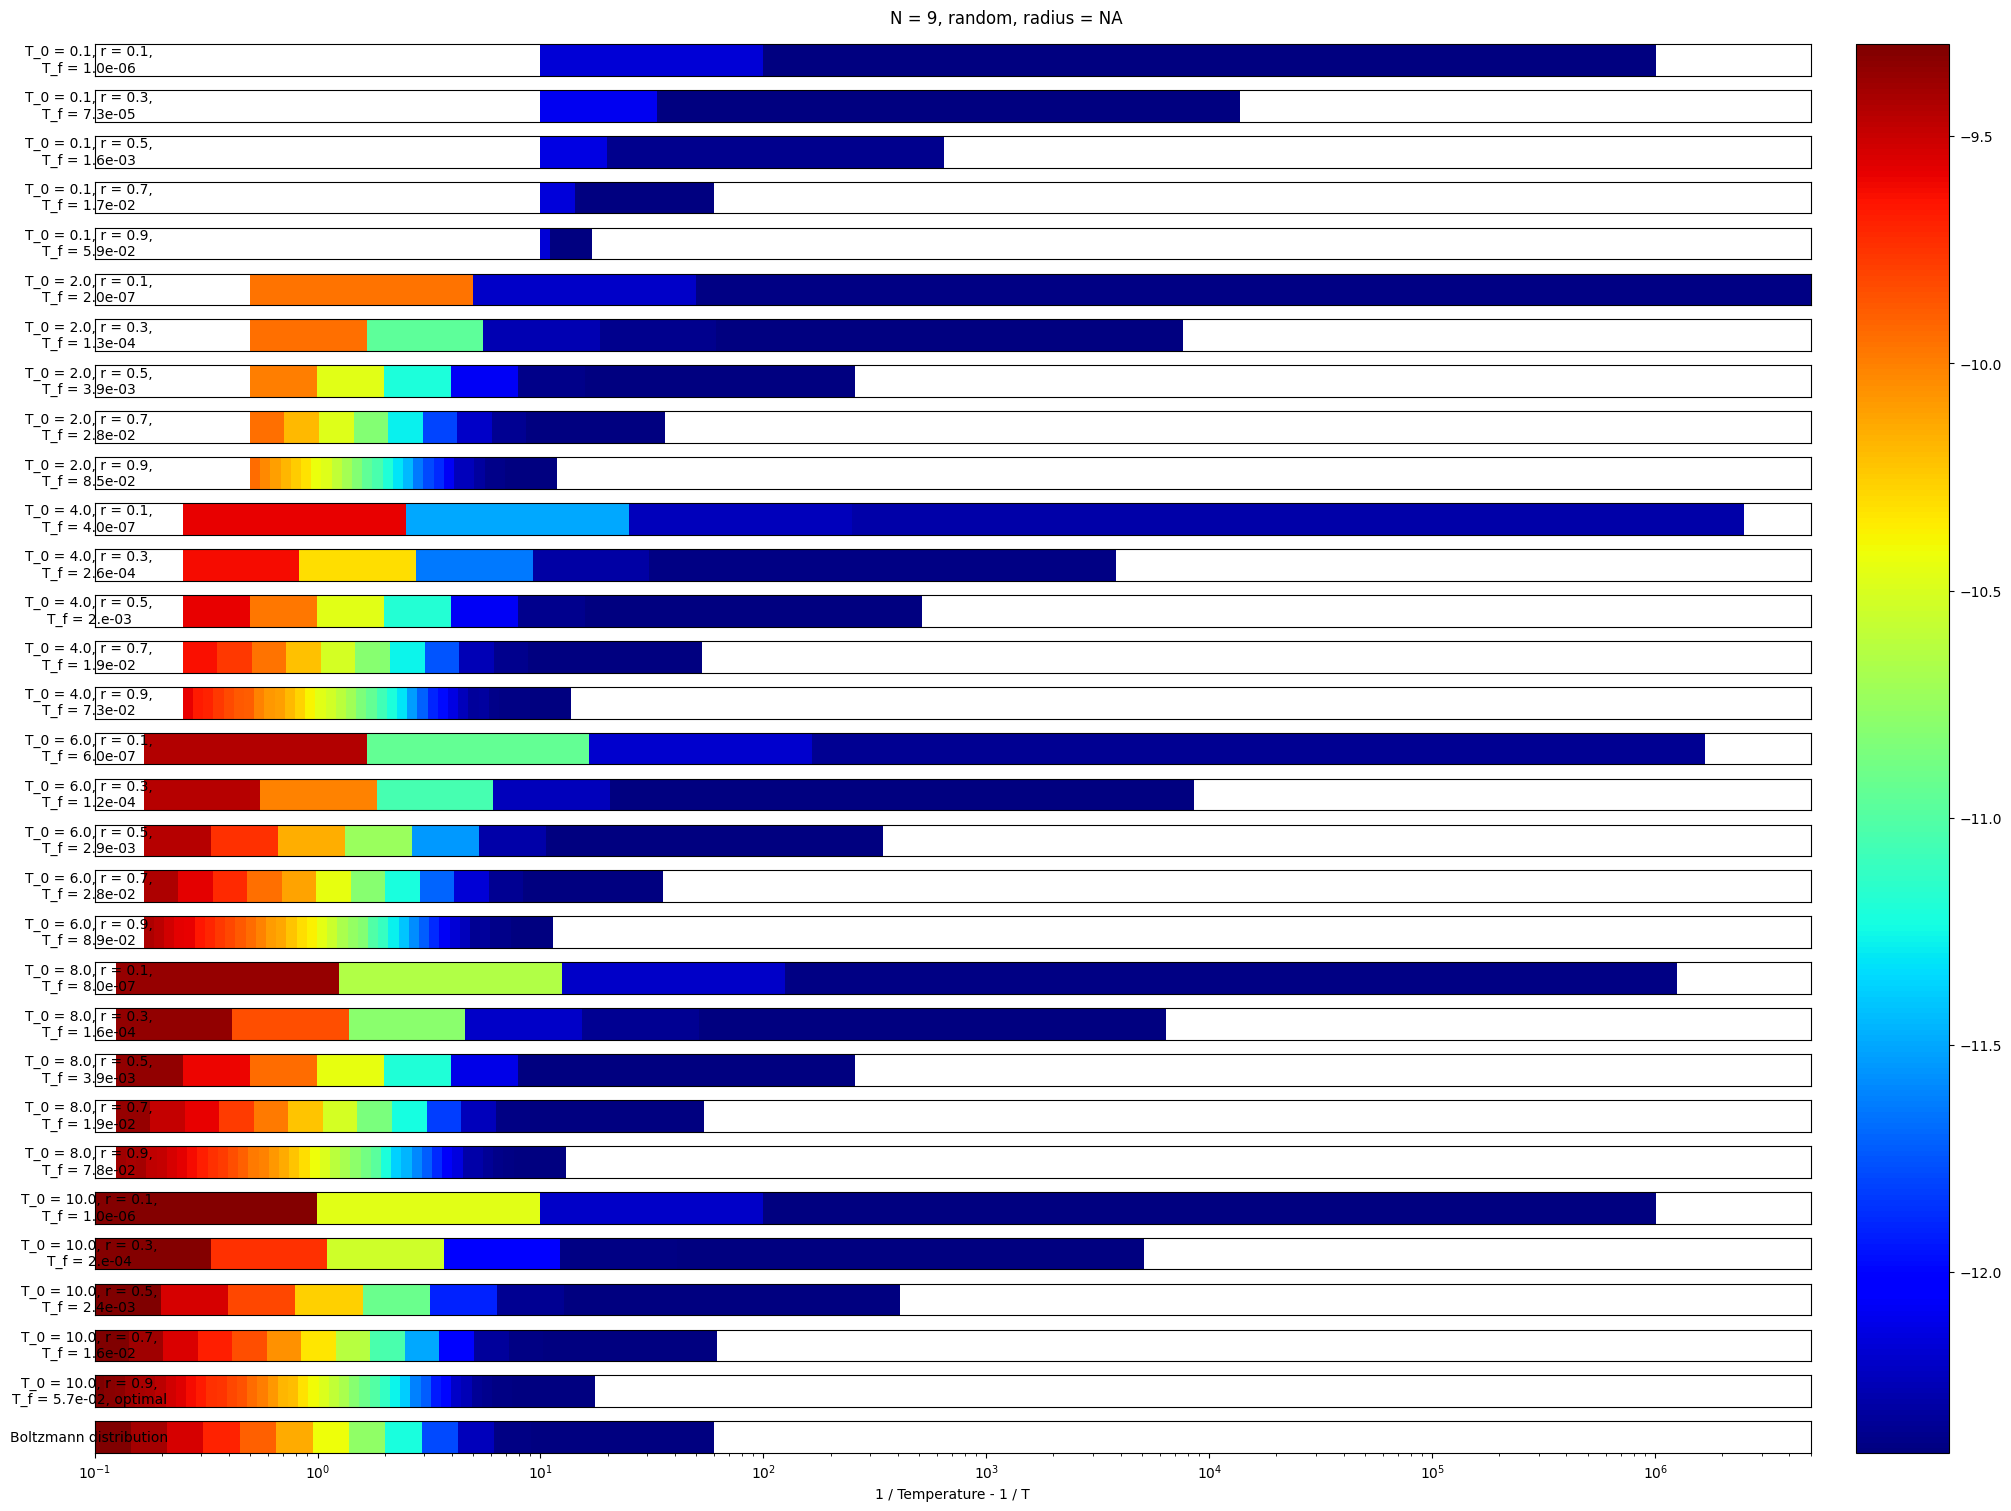 N = 9, random, radius = NA
T_0 = 0.1, r = 0.1,
T_f = 1.0e-06
T_0 = 0.1, r = 0.3,
T_f = 7.3e-05
T_0 = 0.1, r = 0.5,
T_f = 1.6e-03
T_0 = 0.1, r = 0.7,
T_f = 1.7e-02
T_0 = 0.1, r = 0.9,
T_f = 5.9e-02
T_0 = 2.0, r = 0.1,
T_f = 2.0e-07
T_0 = 2.0, r = 0.3,
T_f = 1.3e-04
T_0 = 2.0, r = 0.5,
T_f = 3.9e-03
T_0 = 2.0, r = 0.7,
T_f = 2.8e-02
T_0 = 2.0, r = 0.9,
T_f = 8.5e-02
T_0 = 4.0, r = 0.1,
T_f = 4.0e-07
T_0 = 4.0, r = 0.3,
T_f = 2.6e-04
T_0 = 4.0, r = 0.5,
T_f = 2.e-03
T_0 = 4.0, r = 0.7,
T_f = 1.9e-02
T_0 = 4.0, r = 0.9,
T_f = 7.3e-02
T_0 = 6.0, r = 0.1,
T_f = 6.0e-07
T_0 = 6.0, r = 0.3,
T_f = 1.2e-04
T_0 = 6.0, r = 0.5,
T_f = 2.9e-03
T_0 = 6.0, r = 0.7,
T_f = 2.8e-02
T_0 = 6.0, r = 0.9,
T_f = 8.9e-02
T_0 = 8.0, r = 0.1,
T_f = 8.0e-07
T_0 = 8.0, r = 0.3,
T_f = 1.6e-04
T_0 = 8.0, r = 0.5,
T_f = 3.9e-03
T_0 = 8.0, r = 0.7,
T_f = 1.9e-02
T_0 = 8.0, r = 0.9,
T_f = 7.8e-02
T_0 = 10.0, r = 0.1,
T_f = 1.0e-06
T_0 = 10.0, r = 0.3,
T_f = 2.e-04
T_0 = 10.0, r = 0.5,
T_f = 2.4e-03
T_0 = 10.0, r = 0.7,
T_f = 1.6e-02
T_0 = 10.0, r = 0.9,
T_f = 5.7e-02, optimal
Boltzmann distribution
10⁻¹ 10⁰ 10¹ 10² 10³ 10⁴ 10⁵ 10⁶
1 / Temperature - 1 / T
−9.5
−10.0
−10.5
−11.0
−11.5
−12.0